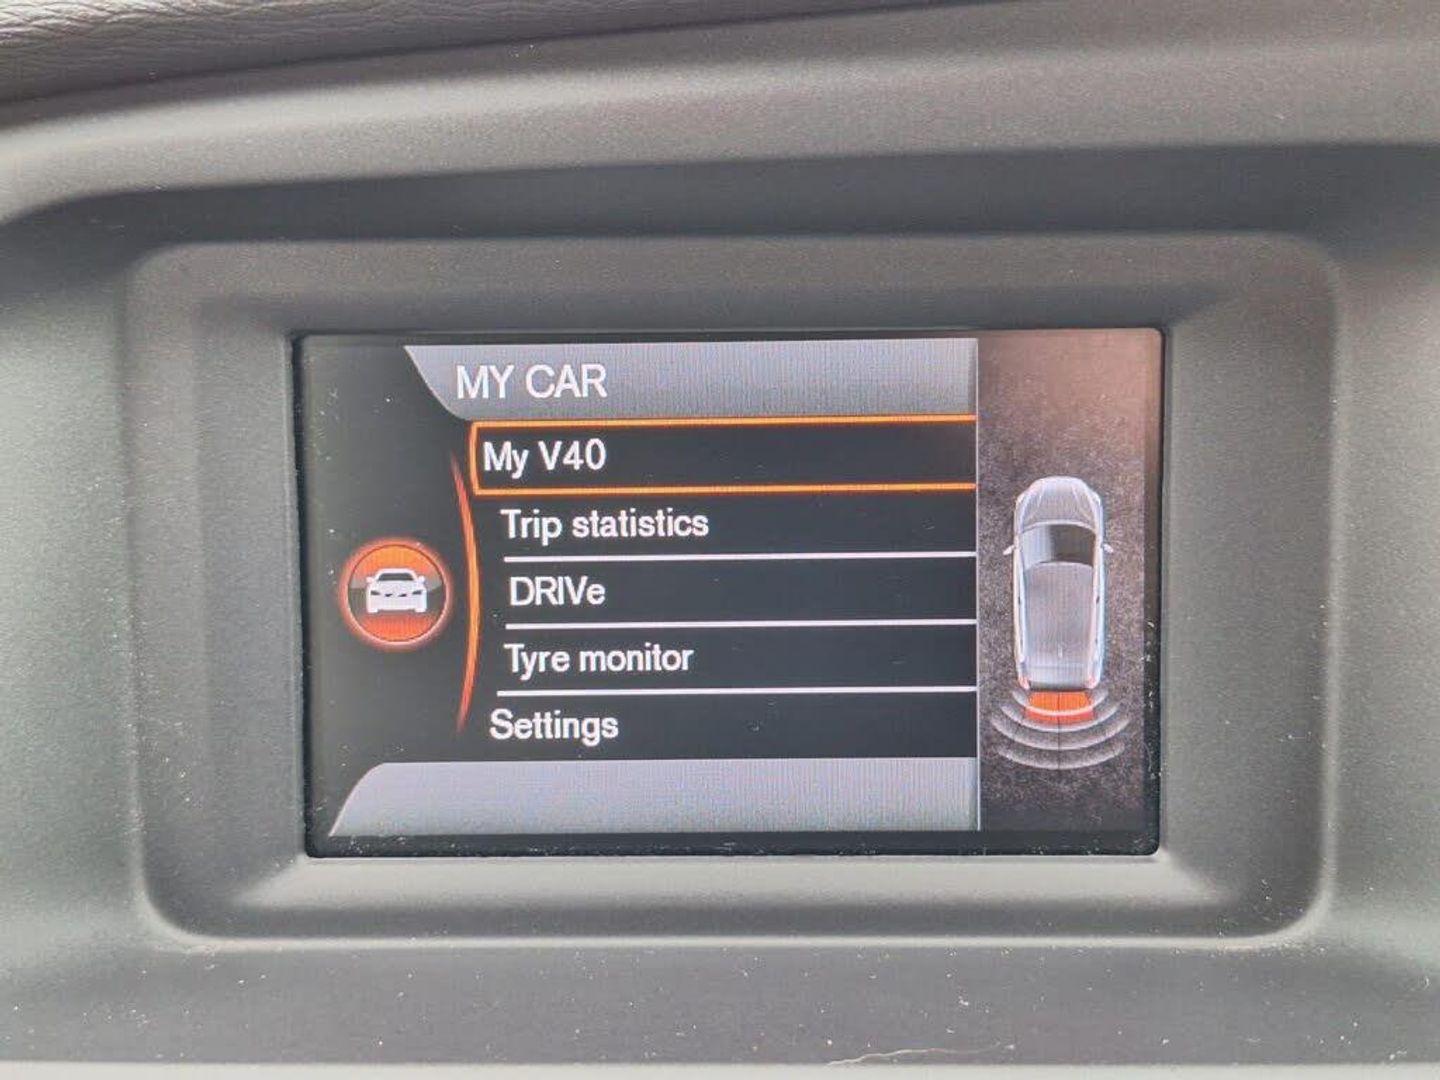 MY CAR
My V40
Trip statistics
DRIVe
Tyre monitor
Settings